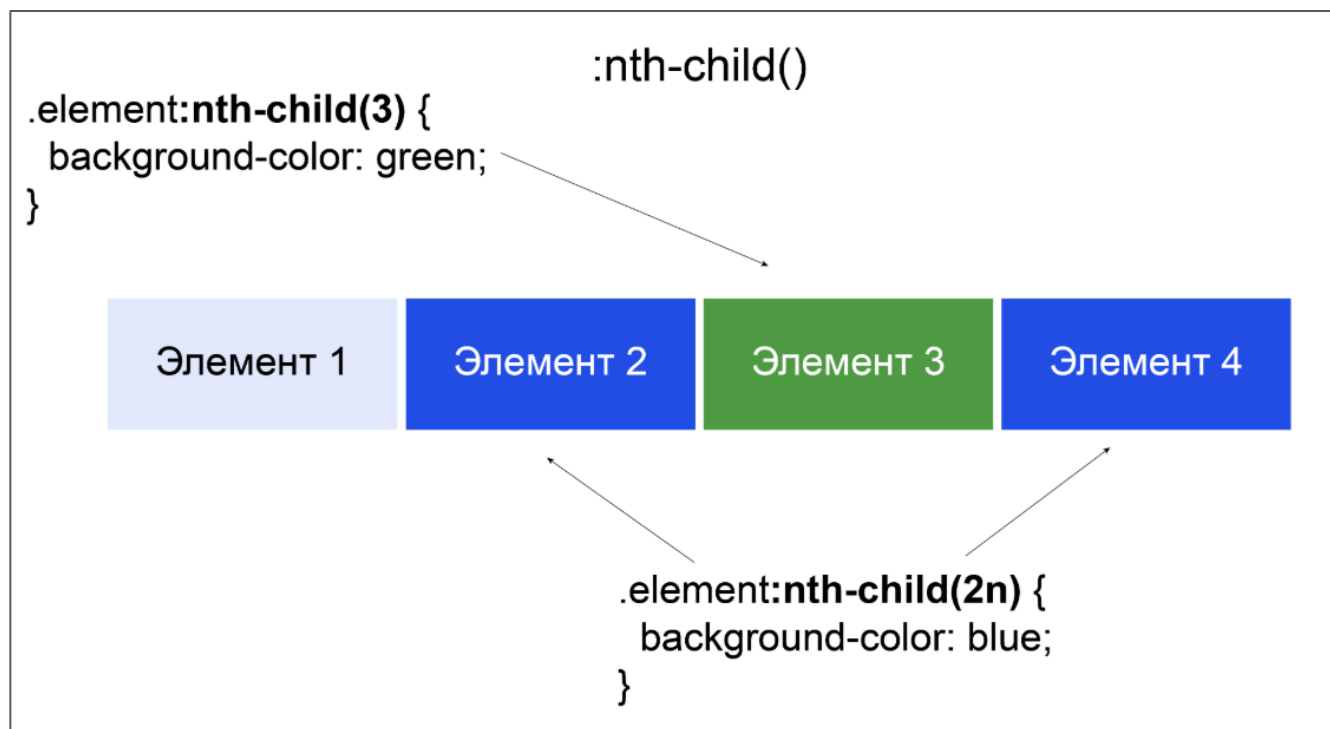 :nth-child()
.element:nth-child(3) {
background-color: green;
}
Элемент 1
Элемент 2
Элемент 3
Элемент 4
.element:nth-child(2n) {
background-color: blue;
}